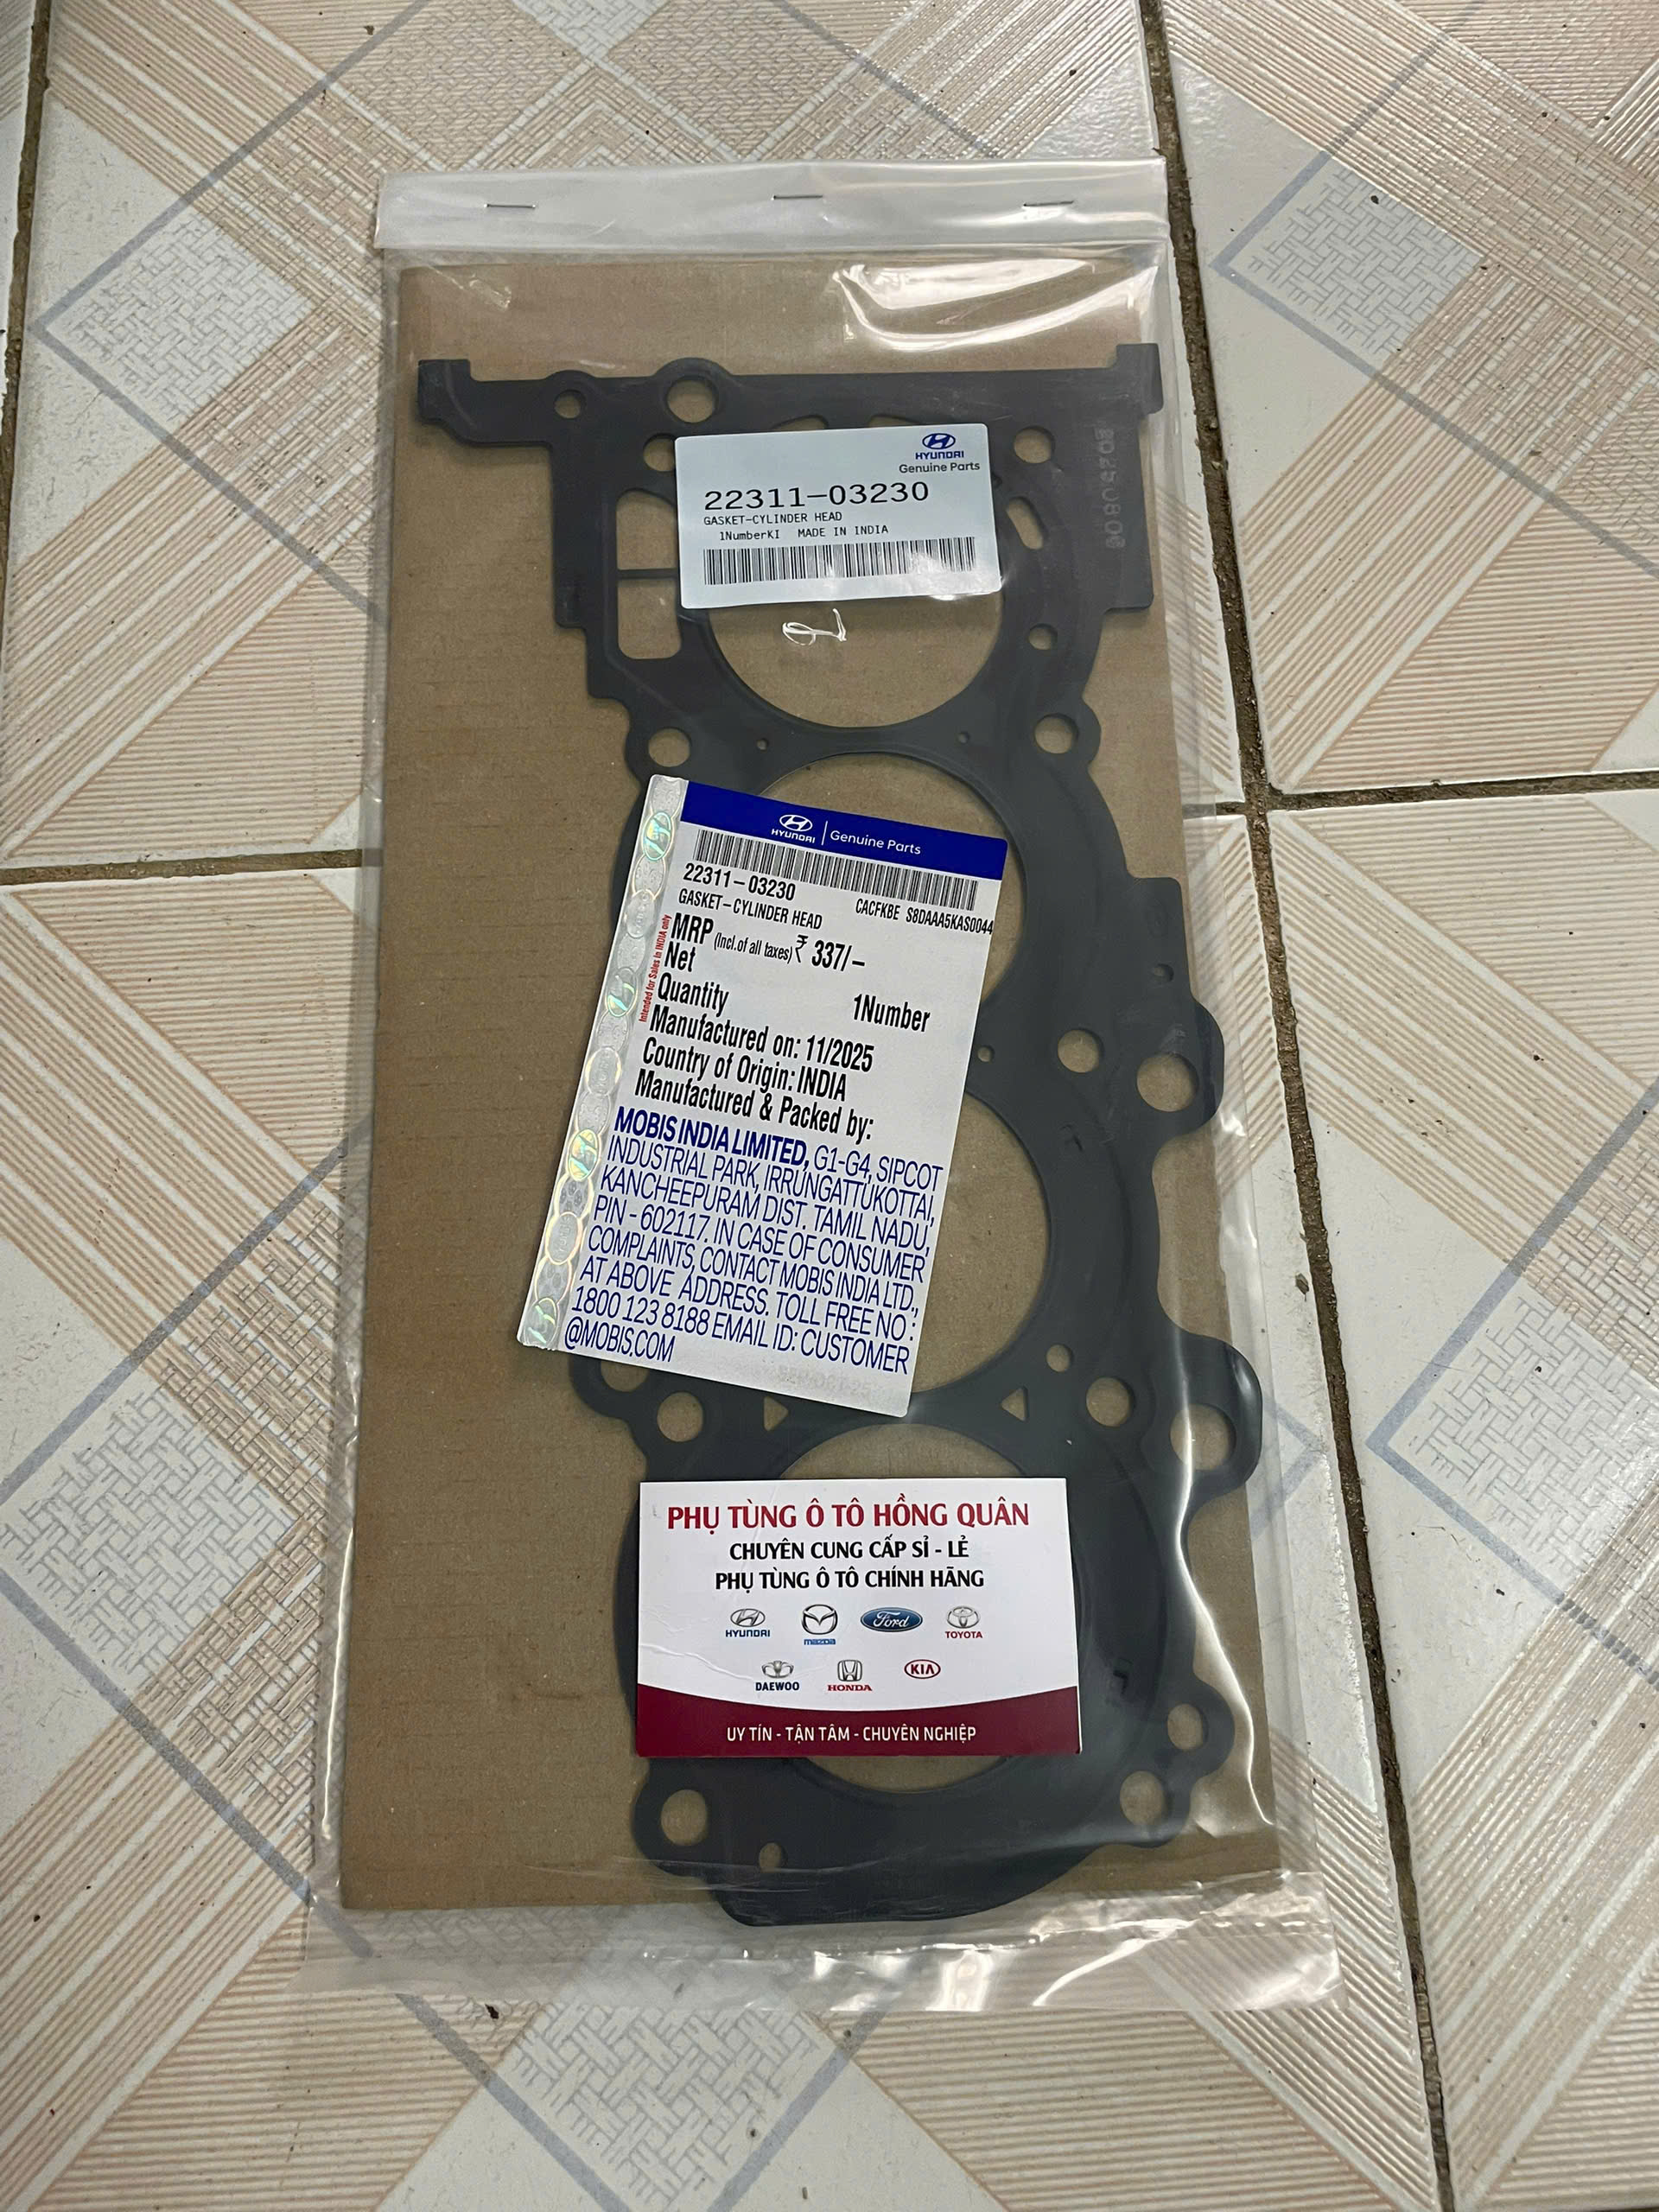 HYUNDAI
Genuine Parts
22311-03230
GASKET-CYLINDER HEAD
1NumberKI MADE IN INDIA
HYUNDAI | Genuine Parts
22311-03230
GASKET-CYLINDER HEAD
CACFKBE S8DAAA5KAS0044
Intended for Sales in INDIA only
MRP (Incl.of all taxes) ₹ 337/-
Net
Quantity 1Number
Manufactured on: 11/2025
Country of Origin: INDIA
Manufactured & Packed by:
MOBIS INDIA LIMITED, G1-G4, SIPCOT
INDUSTRIAL PARK, IRRUNGATTUKOTTAI,
KANCHEEPURAM DIST. TAMIL NADU,
PIN - 602117. IN CASE OF CONSUMER
COMPLAINTS, CONTACT MOBIS INDIA LTD.,
AT ABOVE ADDRESS. TOLL FREE NO :
1800 123 8188 EMAIL ID: CUSTOMER
@MOBIS.COM
PHỤ TÙNG Ô TÔ HỒNG QUÂN
CHUYÊN CUNG CẤP SỈ - LẺ
PHỤ TÙNG Ô TÔ CHÍNH HÃNG
HYUNDAI mazda Ford TOYOTA
DAEWOO HONDA KIA
UY TÍN - TẬN TÂM - CHUYÊN NGHIỆP